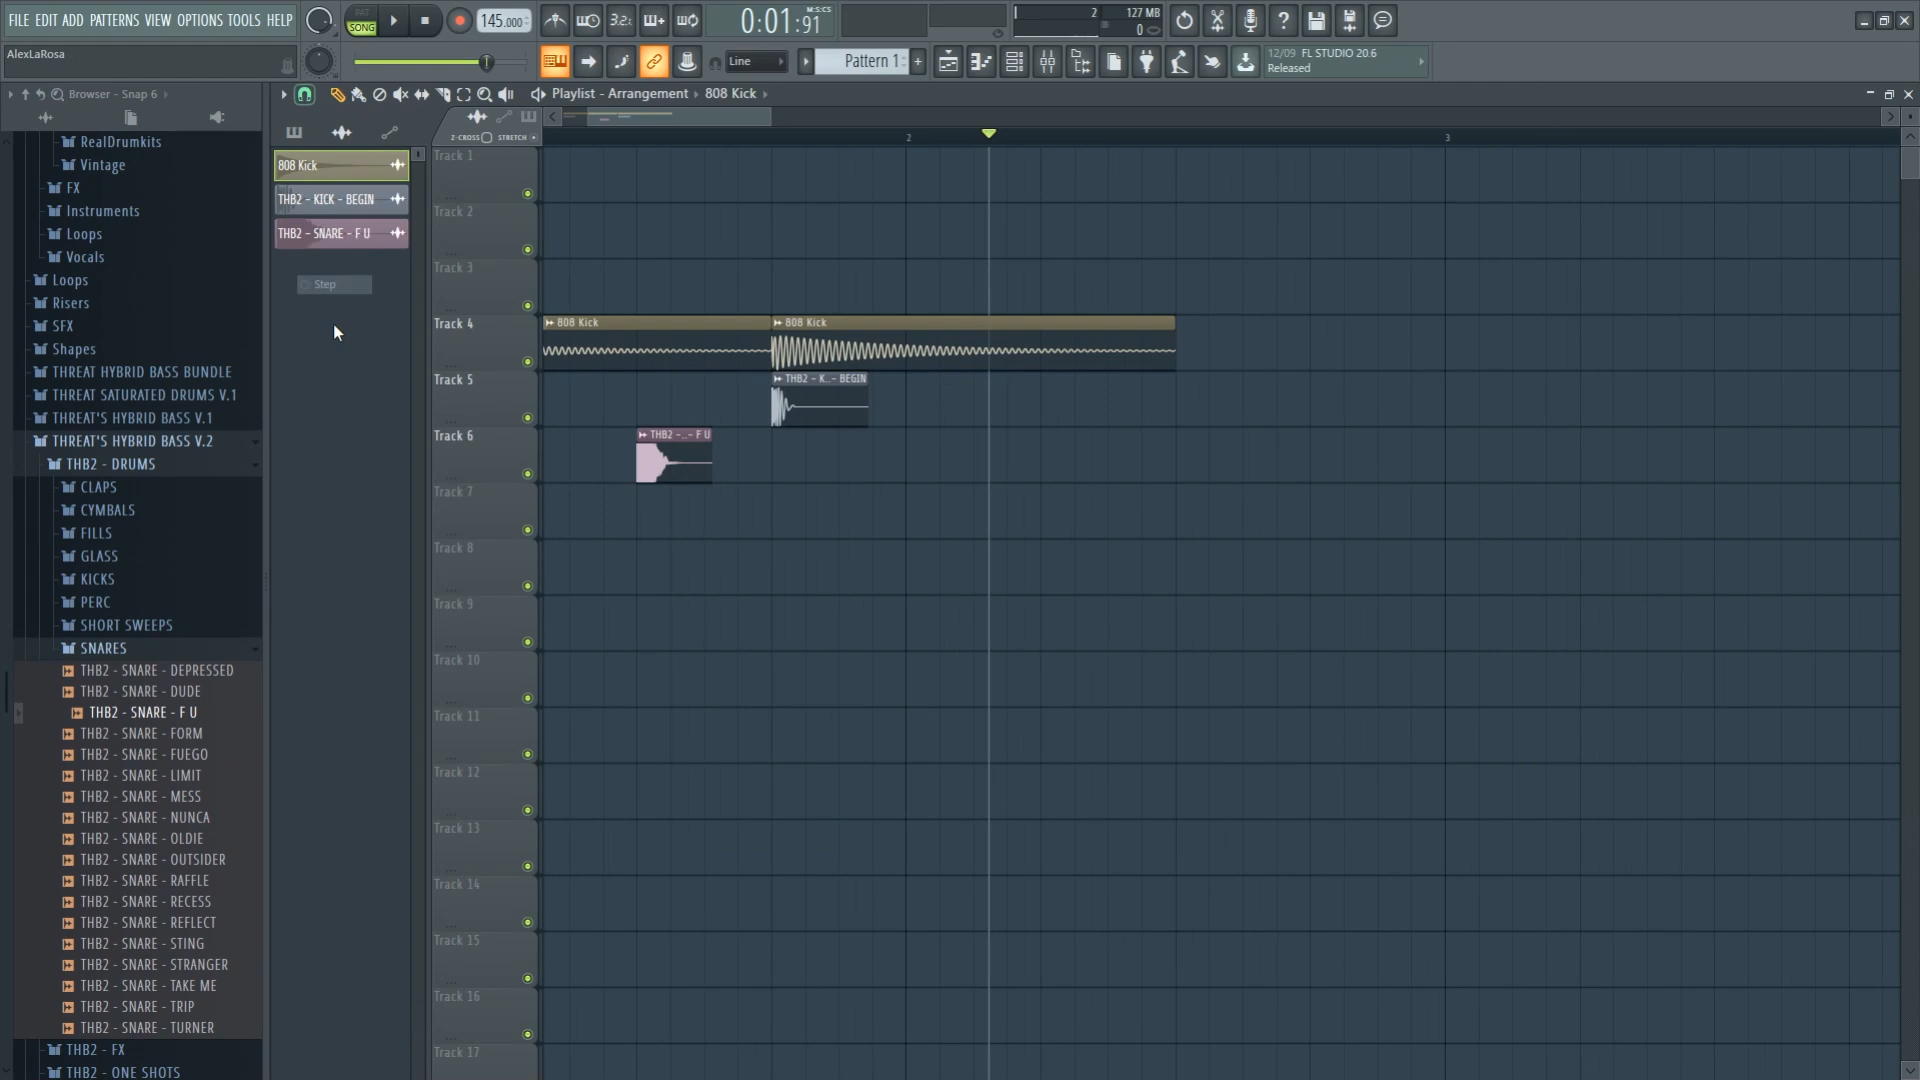 FILE EDIT ADD PATTERNS VIEW OPTIONS TOOLS HELP
PAT
SONG
145.000
3.2.
0:01:91
M:S:CS
2
127 MB
0
AlexLaRosa
Line
Pattern 1
12/09 FL STUDIO 20.6
Released
Browser - Snap 6
Playlist - Arrangement
808 Kick
Z-CROSS
STRETCH
RealDrumkits
Vintage
FX
Instruments
Loops
Vocals
Loops
Risers
SFX
Shapes
THREAT HYBRID BASS BUNDLE
THREAT SATURATED DRUMS V.1
THREAT'S HYBRID BASS V.1
THREAT'S HYBRID BASS V.2
THB2 - DRUMS
CLAPS
CYMBALS
FILLS
GLASS
KICKS
PERC
SHORT SWEEPS
SNARES
THB2 - SNARE - DEPRESSED
THB2 - SNARE - DUDE
THB2 - SNARE - F U
THB2 - SNARE - FORM
THB2 - SNARE - FUEGO
THB2 - SNARE - LIMIT
THB2 - SNARE - MESS
THB2 - SNARE - NUNCA
THB2 - SNARE - OLDIE
THB2 - SNARE - OUTSIDER
THB2 - SNARE - RAFFLE
THB2 - SNARE - RECESS
THB2 - SNARE - REFLECT
THB2 - SNARE - STING
THB2 - SNARE - STRANGER
THB2 - SNARE - TAKE ME
THB2 - SNARE - TRIP
THB2 - SNARE - TURNER
THB2 - FX
THB2 - ONE SHOTS
808 Kick
THB2 - KICK - BEGIN
THB2 - SNARE - F U
Step
2
3
Track 1
Track 2
Track 3
Track 4
808 Kick
808 Kick
Track 5
THB2 - K...- BEGIN
Track 6
THB2 -...- F U
Track 7
Track 8
Track 9
Track 10
Track 11
Track 12
Track 13
Track 14
Track 15
Track 16
Track 17